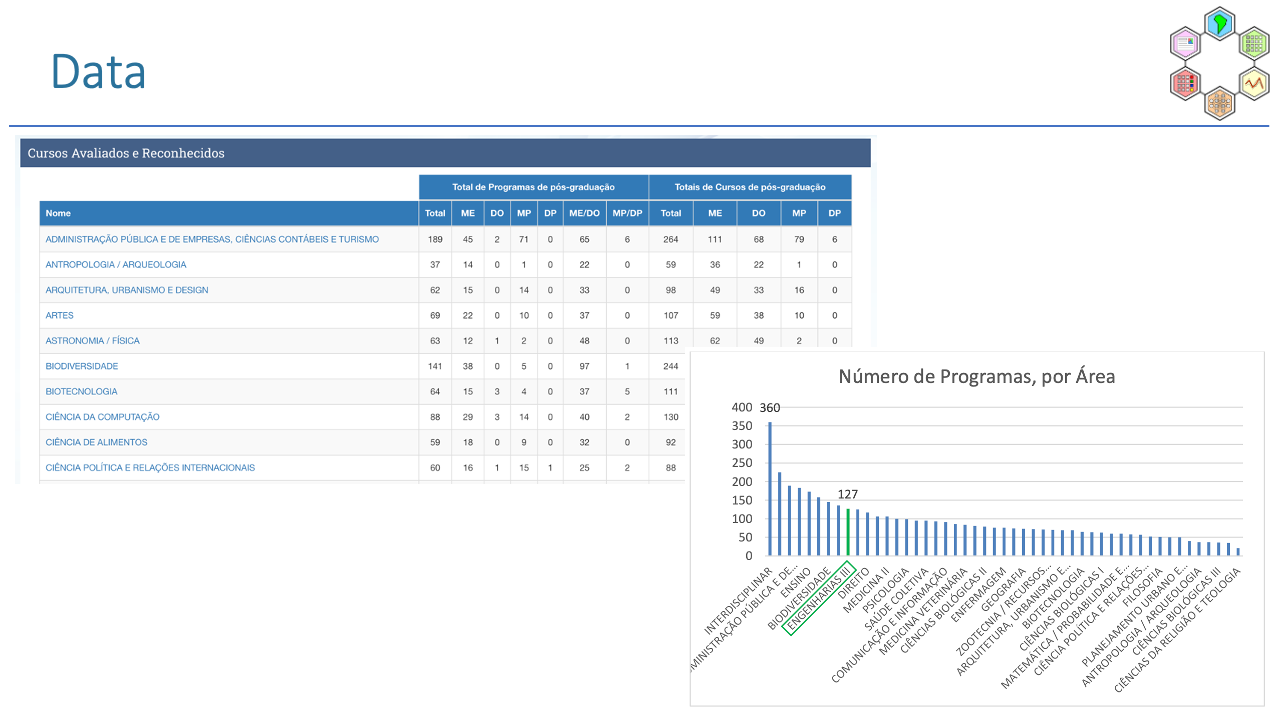 Data
Cursos Avaliados e Reconhecidos
Total de Programas de pós-graduação Totais de Cursos de pós-graduação
Nome Total ME DO MP DP ME/DO MP/DP Total ME DO MP DP
ADMINISTRAÇÃO PÚBLICA E DE EMPRESAS, CIÊNCIAS CONTÁBEIS E TURISMO 189 45 2 71 0 65 6 264 111 68 79 6
ANTROPOLOGIA / ARQUEOLOGIA 37 14 0 1 0 22 0 59 36 22 1 0
ARQUITETURA, URBANISMO E DESIGN 62 15 0 14 0 33 0 98 49 33 16 0
ARTES 69 22 0 10 0 37 0 107 59 38 10 0
ASTRONOMIA / FÍSICA 63 12 1 2 0 48 0 113 62 49 2 0
BIODIVERSIDADE 141 38 0 5 0 97 1 244
BIOTECNOLOGIA 64 15 3 4 0 37 5 111
CIÊNCIA DA COMPUTAÇÃO 88 29 3 14 0 40 2 130
CIÊNCIA DE ALIMENTOS 59 18 0 9 0 32 0 92
CIÊNCIA POLÍTICA E RELAÇÕES INTERNACIONAIS 60 16 1 15 1 25 2 88
Número de Programas, por Área
400
350
300
250
200
150
100
50
0
360
127
INTERDISCIPLINAR
MINISTRAÇÃO PÚBLICA E DE...
ENSINO
BIODIVERSIDADE
ENGENHARIAS III
DIREITO
MEDICINA II
PSICOLOGIA
SAÚDE COLETIVA
COMUNICAÇÃO E INFORMAÇÃO
MEDICINA VETERINÁRIA
CIÊNCIAS BIOLÓGICAS II
ENFERMAGEM
GEOGRAFIA
ZOOTECNIA / RECURSOS...
ARQUITETURA, URBANISMO E...
BIOTECNOLOGIA
CIÊNCIAS BIOLÓGICAS I
MATEMÁTICA / PROBABILIDADE E...
CIÊNCIA POLÍTICA E RELAÇÕES...
FILOSOFIA
PLANEJAMENTO URBANO E...
ANTROPOLOGIA / ARQUEOLOGIA
CIÊNCIAS BIOLÓGICAS III
CIÊNCIAS DA RELIGIÃO E TEOLOGIA